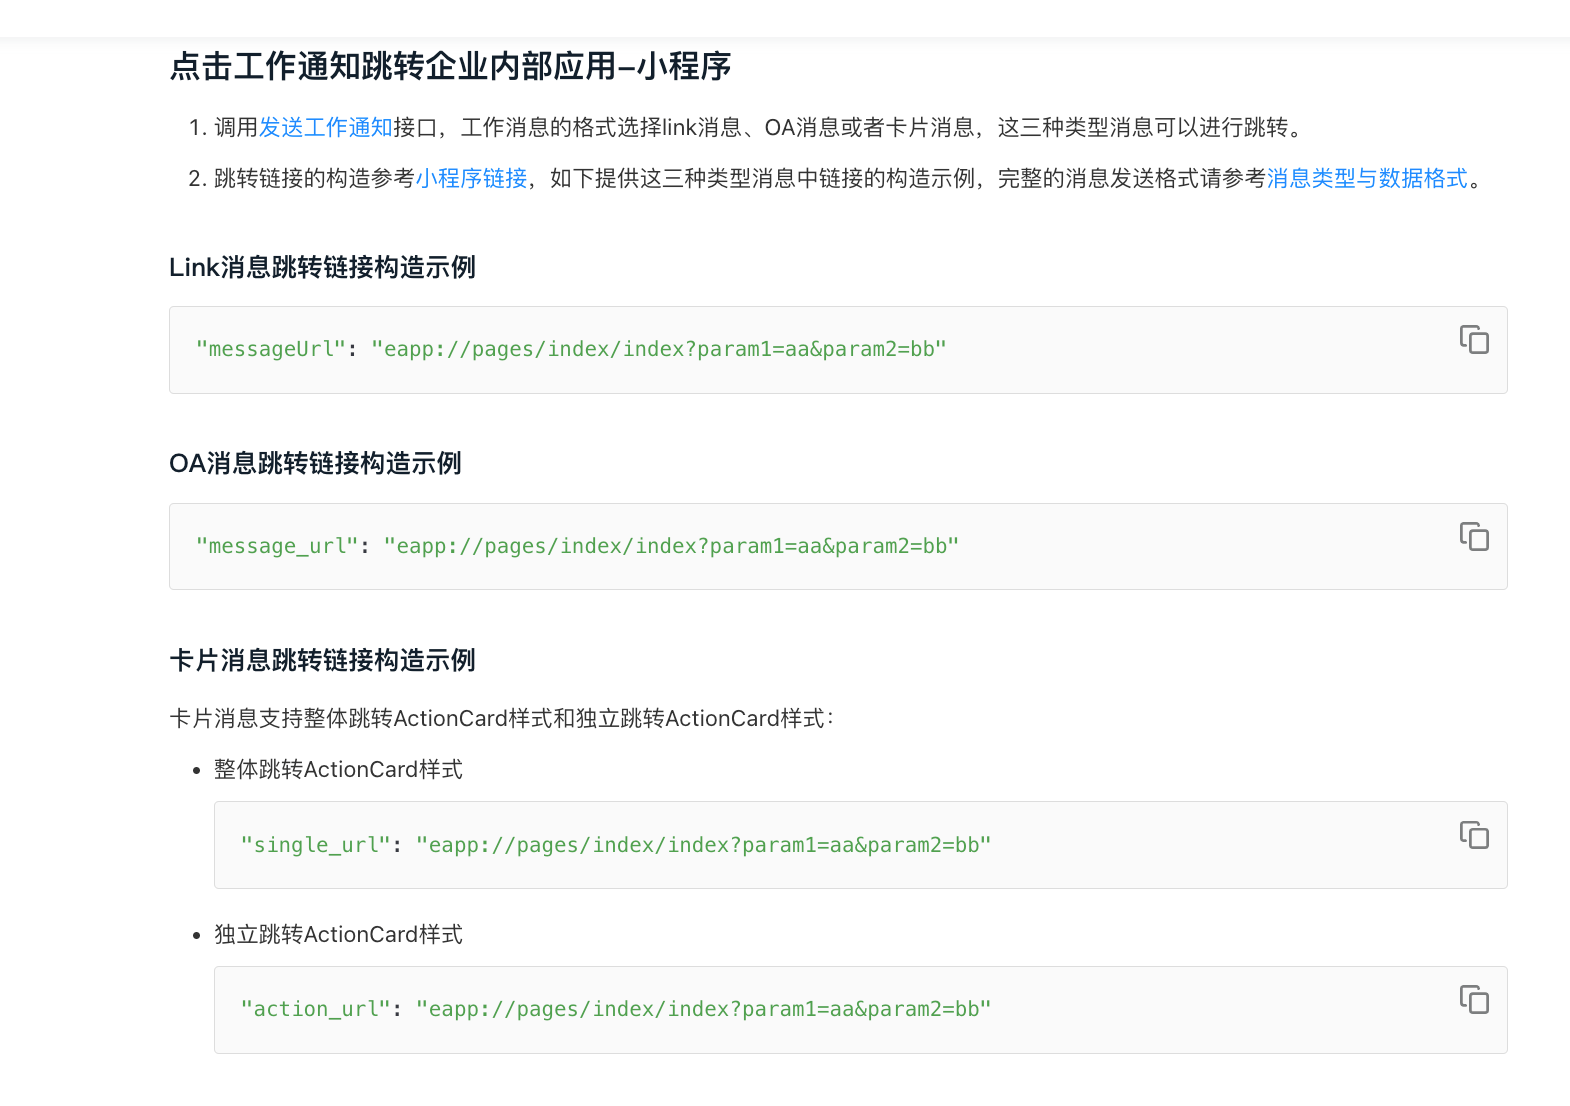 点击工作通知跳转企业内部应用–小程序
1. 调用发送工作通知接口，工作消息的格式选择link消息、OA消息或者卡片消息，这三种类型消息可以进行跳转。
2. 跳转链接的构造参考小程序链接，如下提供这三种类型消息中链接的构造示例，完整的消息发送格式请参考消息类型与数据格式。
Link消息跳转链接构造示例
"messageUrl": "eapp://pages/index/index?param1=aa&param2=bb"
OA消息跳转链接构造示例
"message_url": "eapp://pages/index/index?param1=aa&param2=bb"
卡片消息跳转链接构造示例
卡片消息支持整体跳转ActionCard样式和独立跳转ActionCard样式：
• 整体跳转ActionCard样式
"single_url": "eapp://pages/index/index?param1=aa&param2=bb"
• 独立跳转ActionCard样式
"action_url": "eapp://pages/index/index?param1=aa&param2=bb"